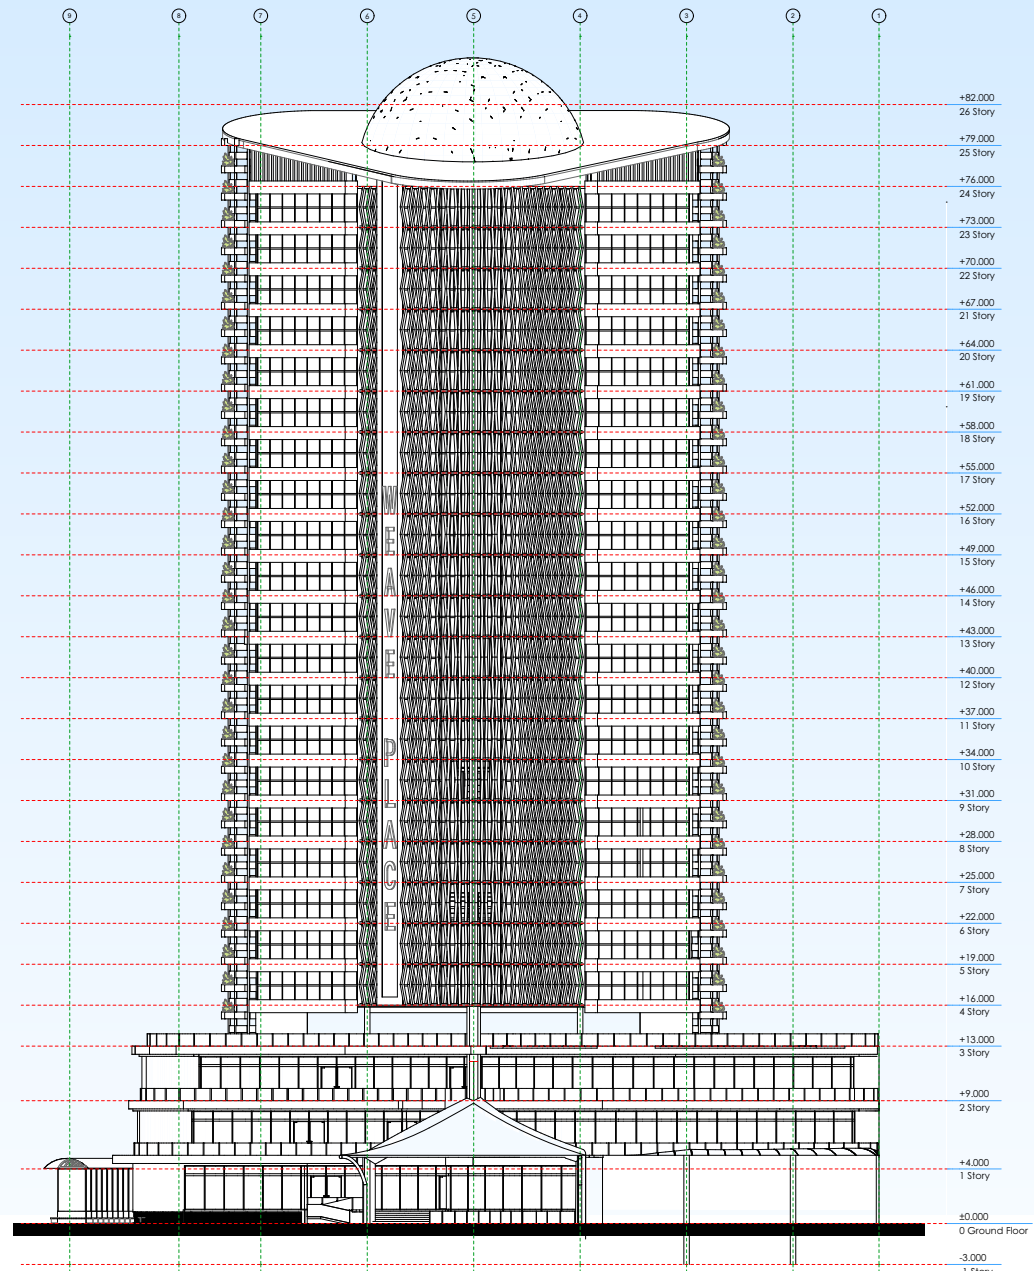 9 8 7 6 5 4 3 2 1
+82.000
26 Story
+79.000
25 Story
+76.000
24 Story
+73.000
23 Story
+70.000
22 Story
+67.000
21 Story
+64.000
20 Story
+61.000
19 Story
+58.000
18 Story
+55.000
17 Story
+52.000
16 Story
+49.000
15 Story
+46.000
14 Story
+43.000
13 Story
+40.000
12 Story
+37.000
11 Story
+34.000
10 Story
+31.000
9 Story
+28.000
8 Story
+25.000
7 Story
+22.000
6 Story
+19.000
5 Story
+16.000
4 Story
+13.000
3 Story
+9.000
2 Story
+4.000
1 Story
±0.000
0 Ground Floor
-3.000
-1 Story
WEAVE PLACE